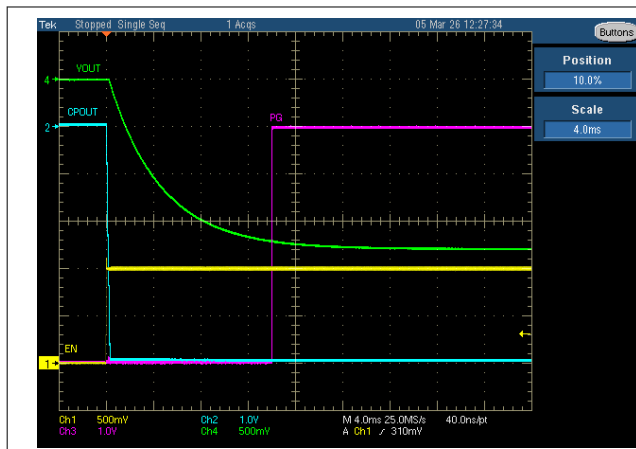 Tek Stopped Single Seq 1 Acqs 05 Mar 26 12:27:34
Buttons
Position
10.0%
Scale
4.0ms
VOUT
4
CPOUT
2
PG
EN
1
Ch1 500mV Ch2 1.0V M 4.0ms 25.0MS/s 40.0ns/pt
Ch3 1.0V Ch4 500mV A Ch1 ∕ 310mV